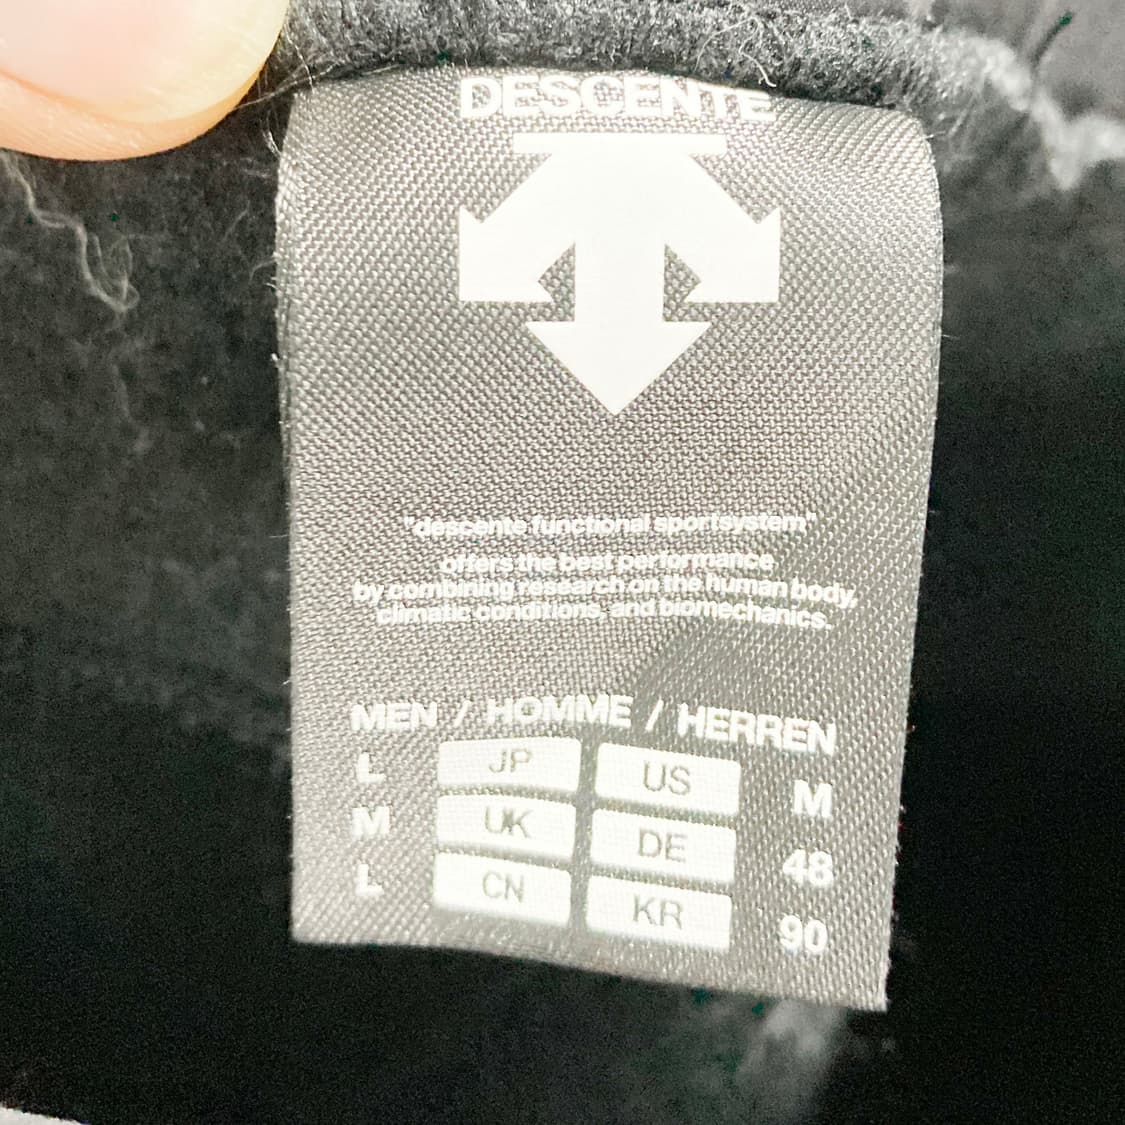 DESCENTE
"descente functional sportsystem"
offers the best performance
by combining research on the human body,
climatic conditions, and biomechanics.
MEN / HOMME / HERREN
L JP US M
M UK DE 48
L CN KR 90